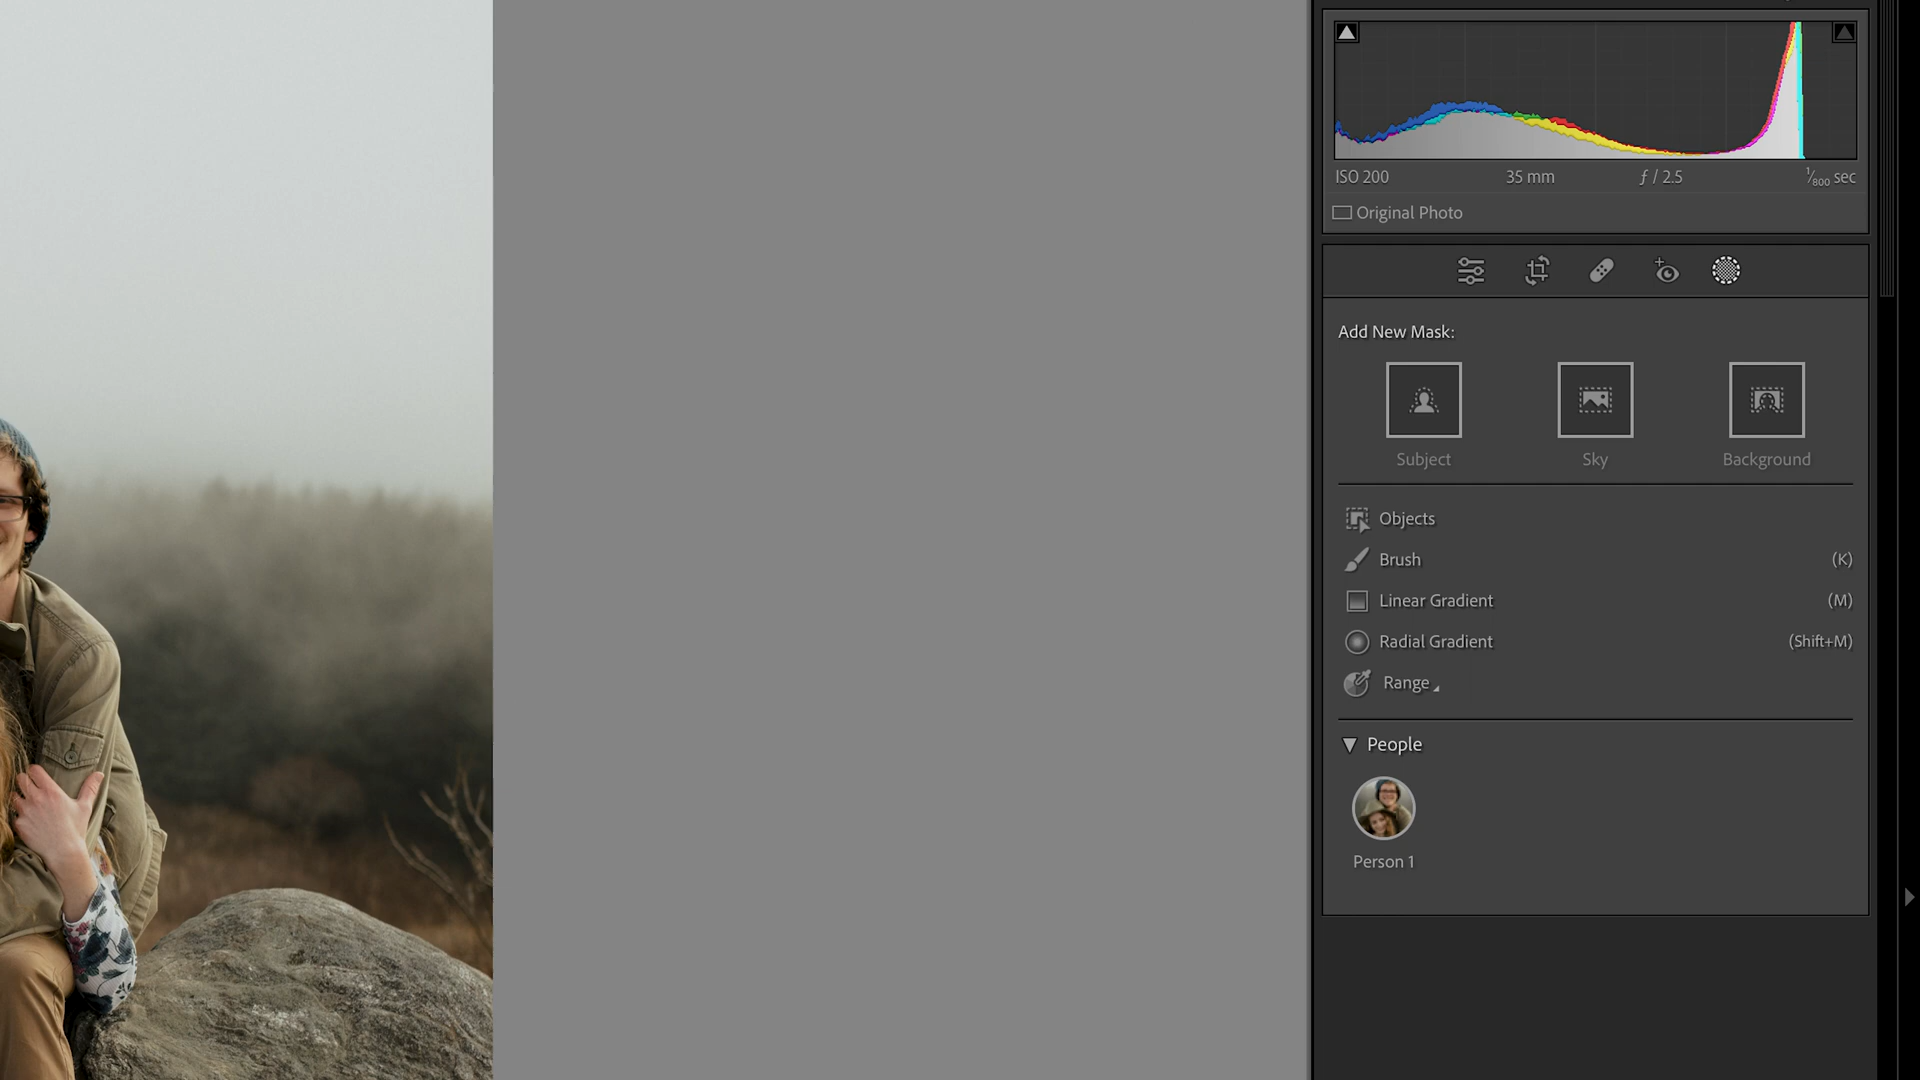 ISO 200 35 mm ƒ / 2.5 1/800 sec
Original Photo
Add New Mask:
Subject Sky Background
Objects
Brush (K)
Linear Gradient (M)
Radial Gradient (Shift+M)
Range
People
Person 1